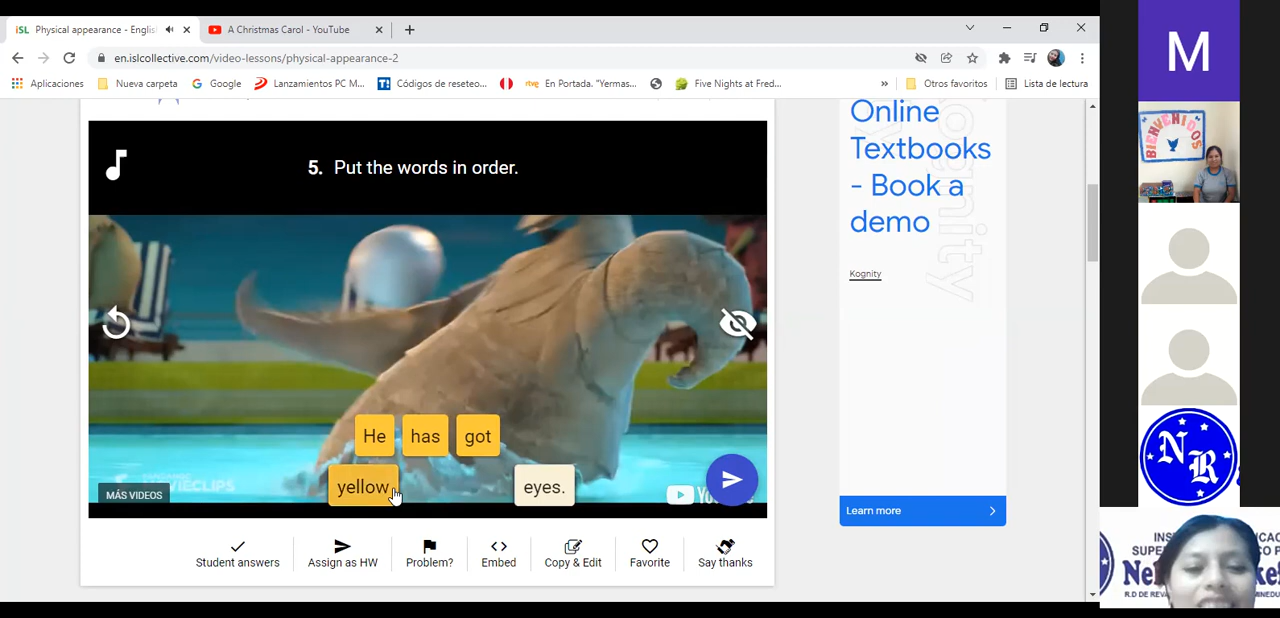 iSL Physical appearance - Englis
A Christmas Carol - YouTube
en.islcollective.com/video-lessons/physical-appearance-2
Aplicaciones
Nueva carpeta
Google
Lanzamientos PC M...
Códigos de reseteo...
rtve En Portada. "Yermas...
Five Nights at Fred...
»
Otros favoritos
Lista de lectura
5. Put the words in order.
He has got
yellow eyes.
MÁS VIDEOS
Student answers
Assign as HW
Problem?
Embed
Copy & Edit
Favorite
Say thanks
Online
Textbooks
- Book a
demo
Kognity
Learn more
M
BIENVENIDOS
NR